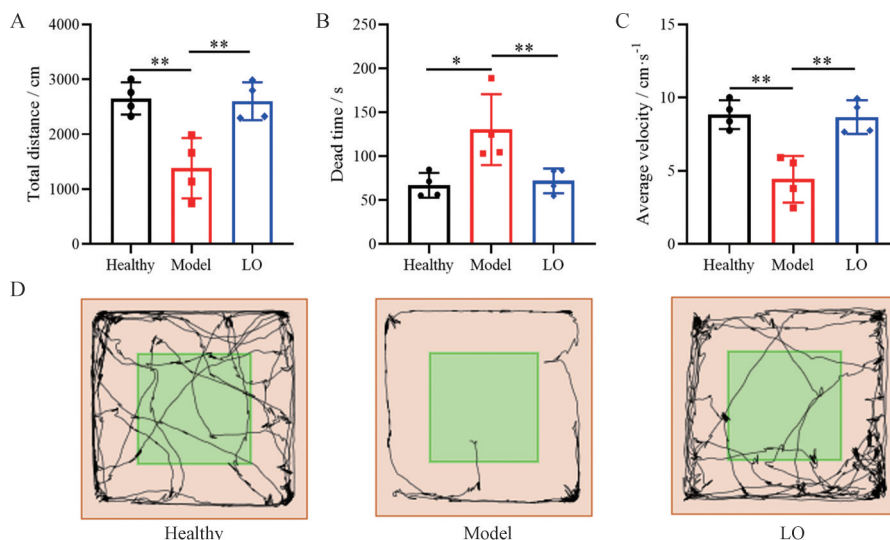 A
Total distance / cm
4000
3000
2000
1000
0
**
**
Healthy
Model
LO
B
Dead time / s
250
200
150
100
50
0
*
**
Healthy
Model
LO
C
Average velocity / cm·s⁻¹
15
10
5
0
**
**
Healthy
Model
LO
D
Healthy
Model
LO